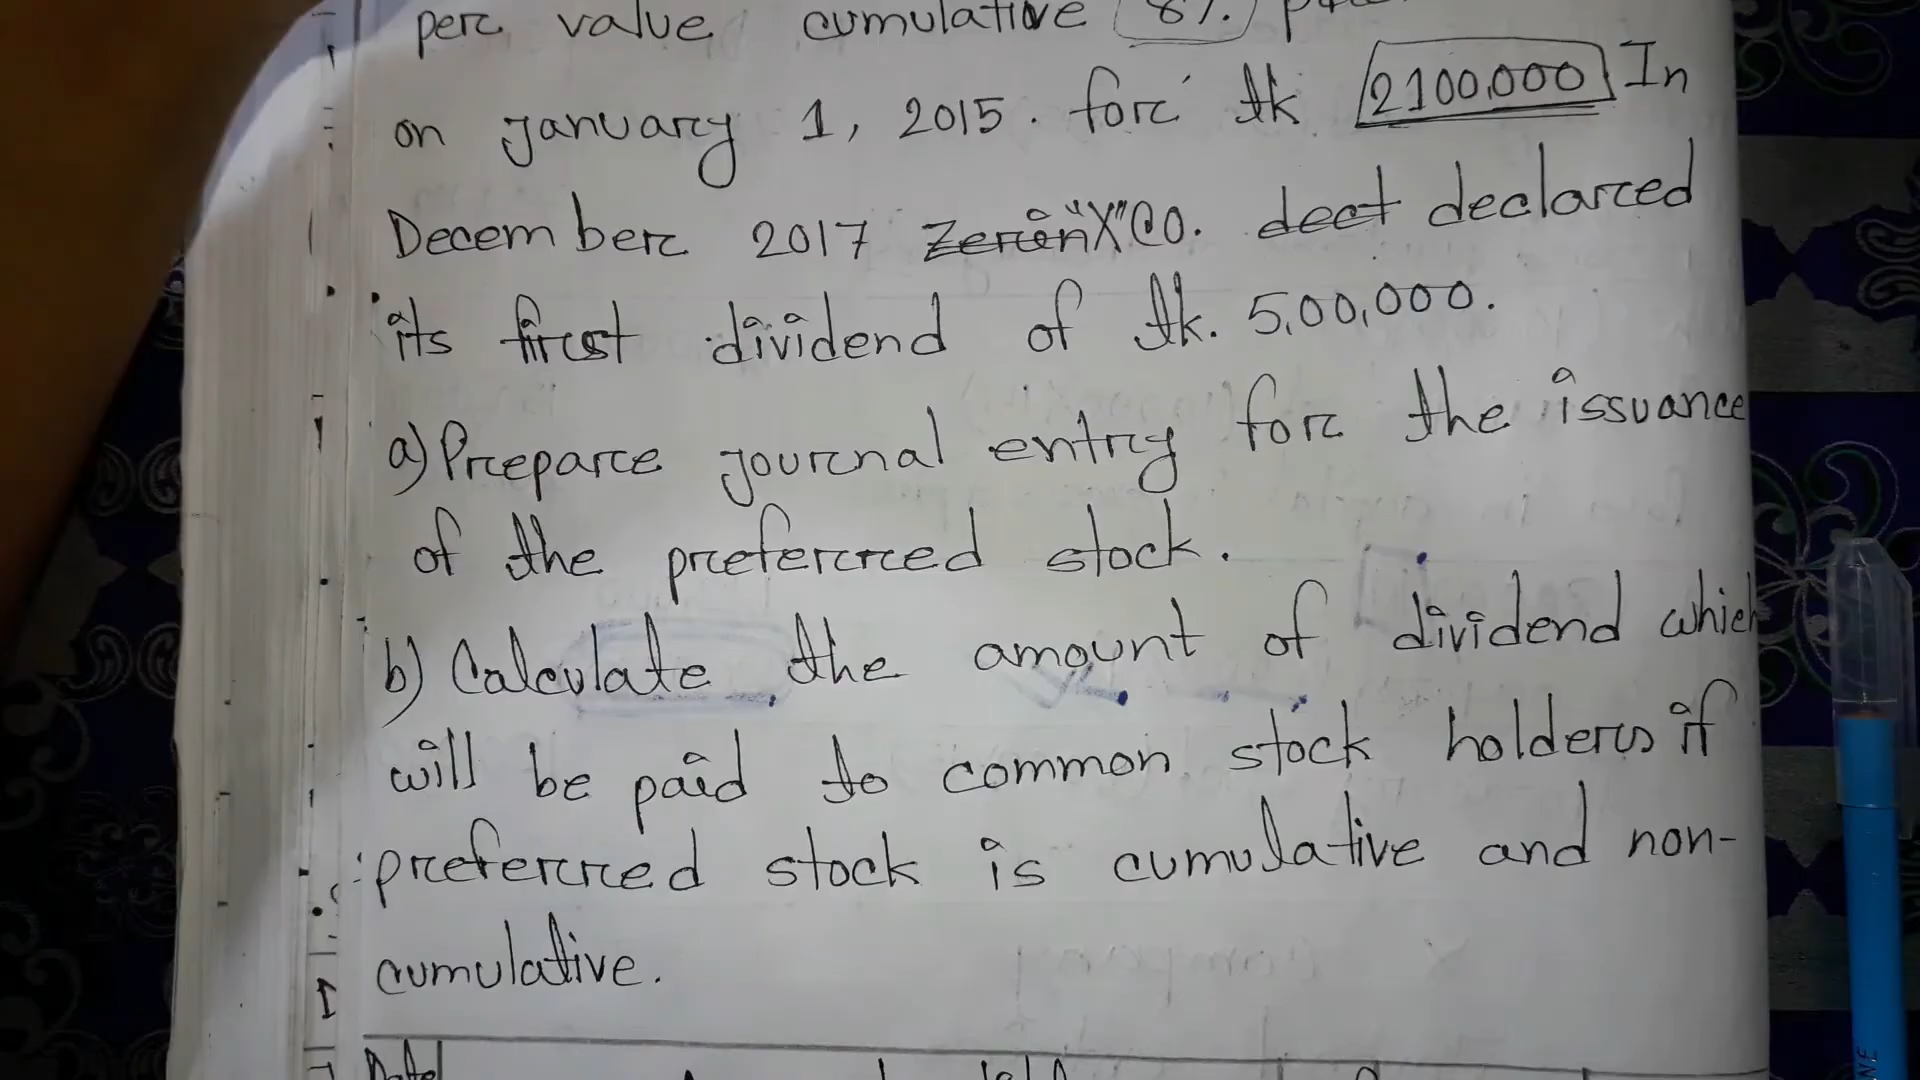 per value cumulative 8%
on january 1, 2015. for tk 2100,000 In
December 2017 "X" Co. declared
its first dividend of tk. 5,00,000.
a) Prepare journal entry for the issuance
of the preferred stock.
b) Calculate the amount of dividend which
will be paid to common stock holders if
preferred stock is cumulative and non-
cumulative.
Date